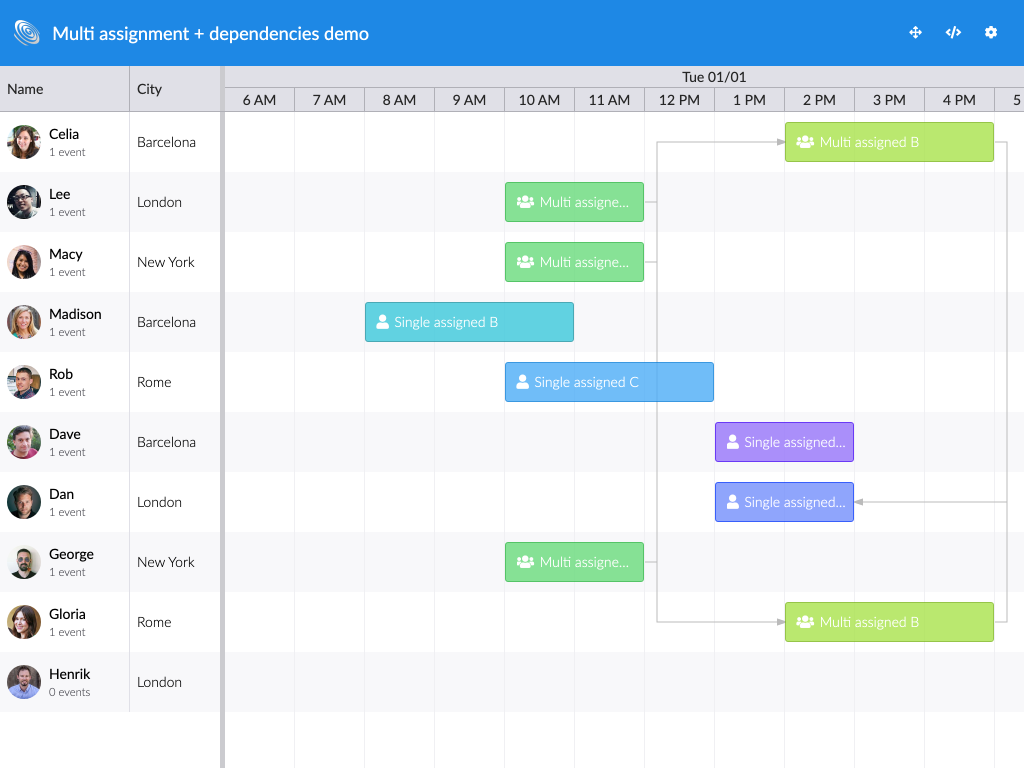 Multi assignment + dependencies demo
Name City Tue 01/01
6 AM 7 AM 8 AM 9 AM 10 AM 11 AM 12 PM 1 PM 2 PM 3 PM 4 PM 5
Celia
1 event
Barcelona
Multi assigned B
Lee
1 event
London
Multi assigne...
Macy
1 event
New York
Multi assigne...
Madison
1 event
Barcelona
Single assigned B
Rob
1 event
Rome
Single assigned C
Dave
1 event
Barcelona
Single assigned...
Dan
1 event
London
Single assigned...
George
1 event
New York
Multi assigne...
Gloria
1 event
Rome
Multi assigned B
Henrik
0 events
London